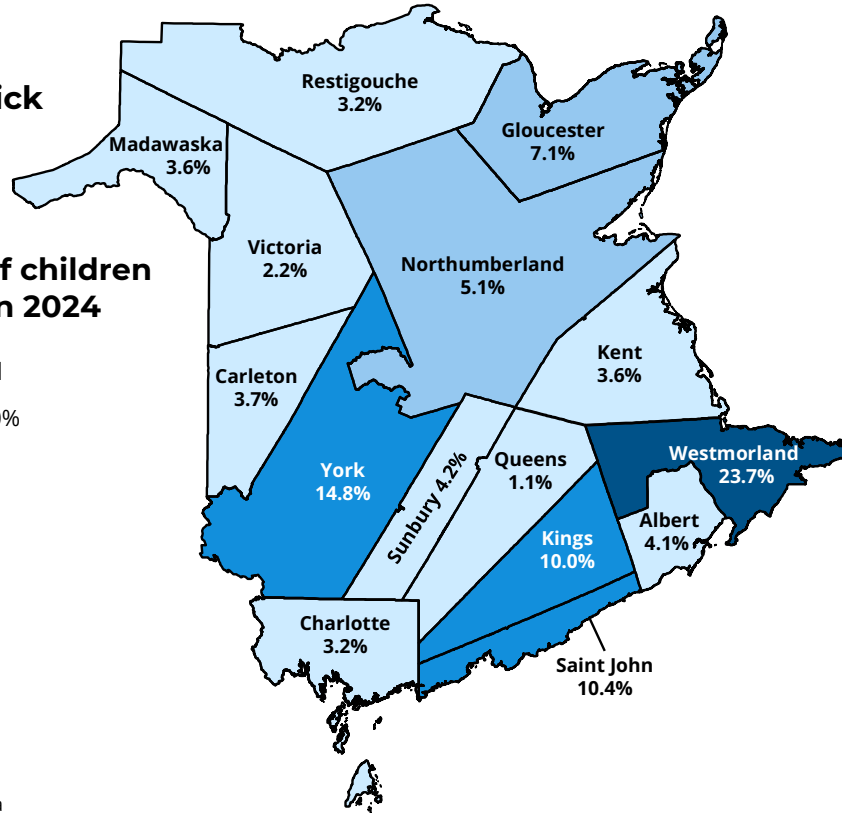 ick
f children
n 2024
%
Restigouche
3.2%
Gloucester
7.1%
Madawaska
3.6%
Victoria
2.2%
Northumberland
5.1%
Kent
3.6%
Carleton
3.7%
York
14.8%
Sunbury 4.2%
Queens
1.1%
Westmorland
23.7%
Albert
4.1%
Kings
10.0%
Charlotte
3.2%
Saint John
10.4%